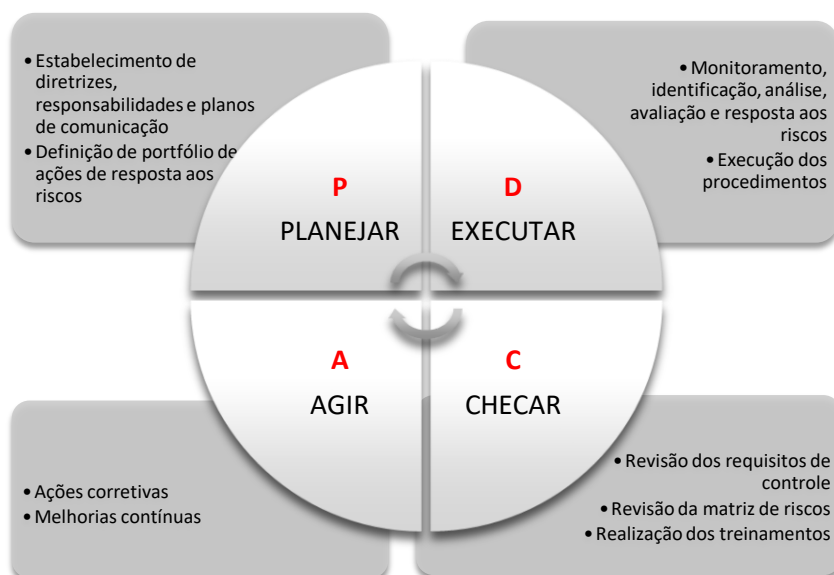 • Estabelecimento de
diretrizes,
responsabilidades e planos
de comunicação
• Definição de portfólio de
ações de resposta aos
riscos
• Monitoramento,
identificação, análise,
avaliação e resposta aos
riscos
• Execução dos
procedimentos
P
PLANEJAR
D
EXECUTAR
A
AGIR
C
CHECAR
• Ações corretivas
• Melhorias contínuas
• Revisão dos requisitos de
controle
• Revisão da matriz de riscos
• Realização dos treinamentos